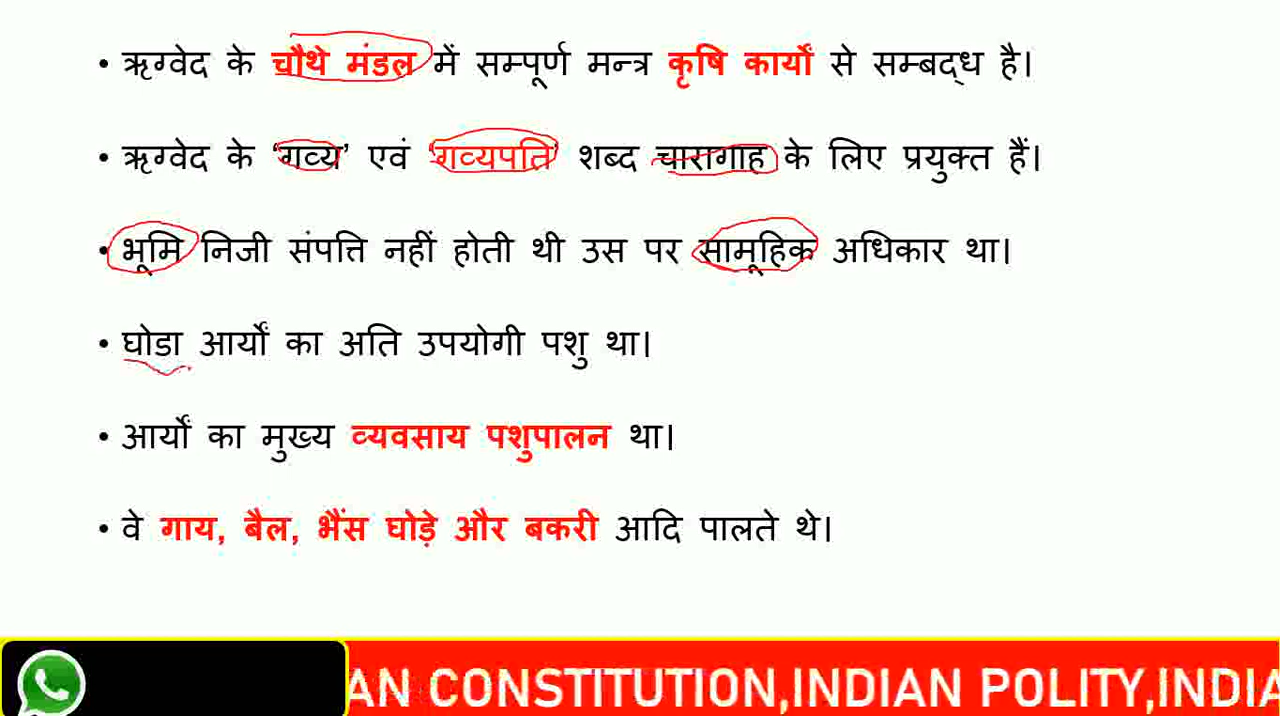 • ऋग्वेद के चौथे मंडल में सम्पूर्ण मन्त्र कृषि कार्यों से सम्बद्ध है।
• ऋग्वेद के ‘गव्य’ एवं ‘गव्यपति’ शब्द चारागाह के लिए प्रयुक्त हैं।
• भूमि निजी संपत्ति नहीं होती थी उस पर सामूहिक अधिकार था।
• घोडा आर्यों का अति उपयोगी पशु था।
• आर्यों का मुख्य व्यवसाय पशुपालन था।
• वे गाय, बैल, भैंस घोड़े और बकरी आदि पालते थे।
AN CONSTITUTION,INDIAN POLITY,INDIA